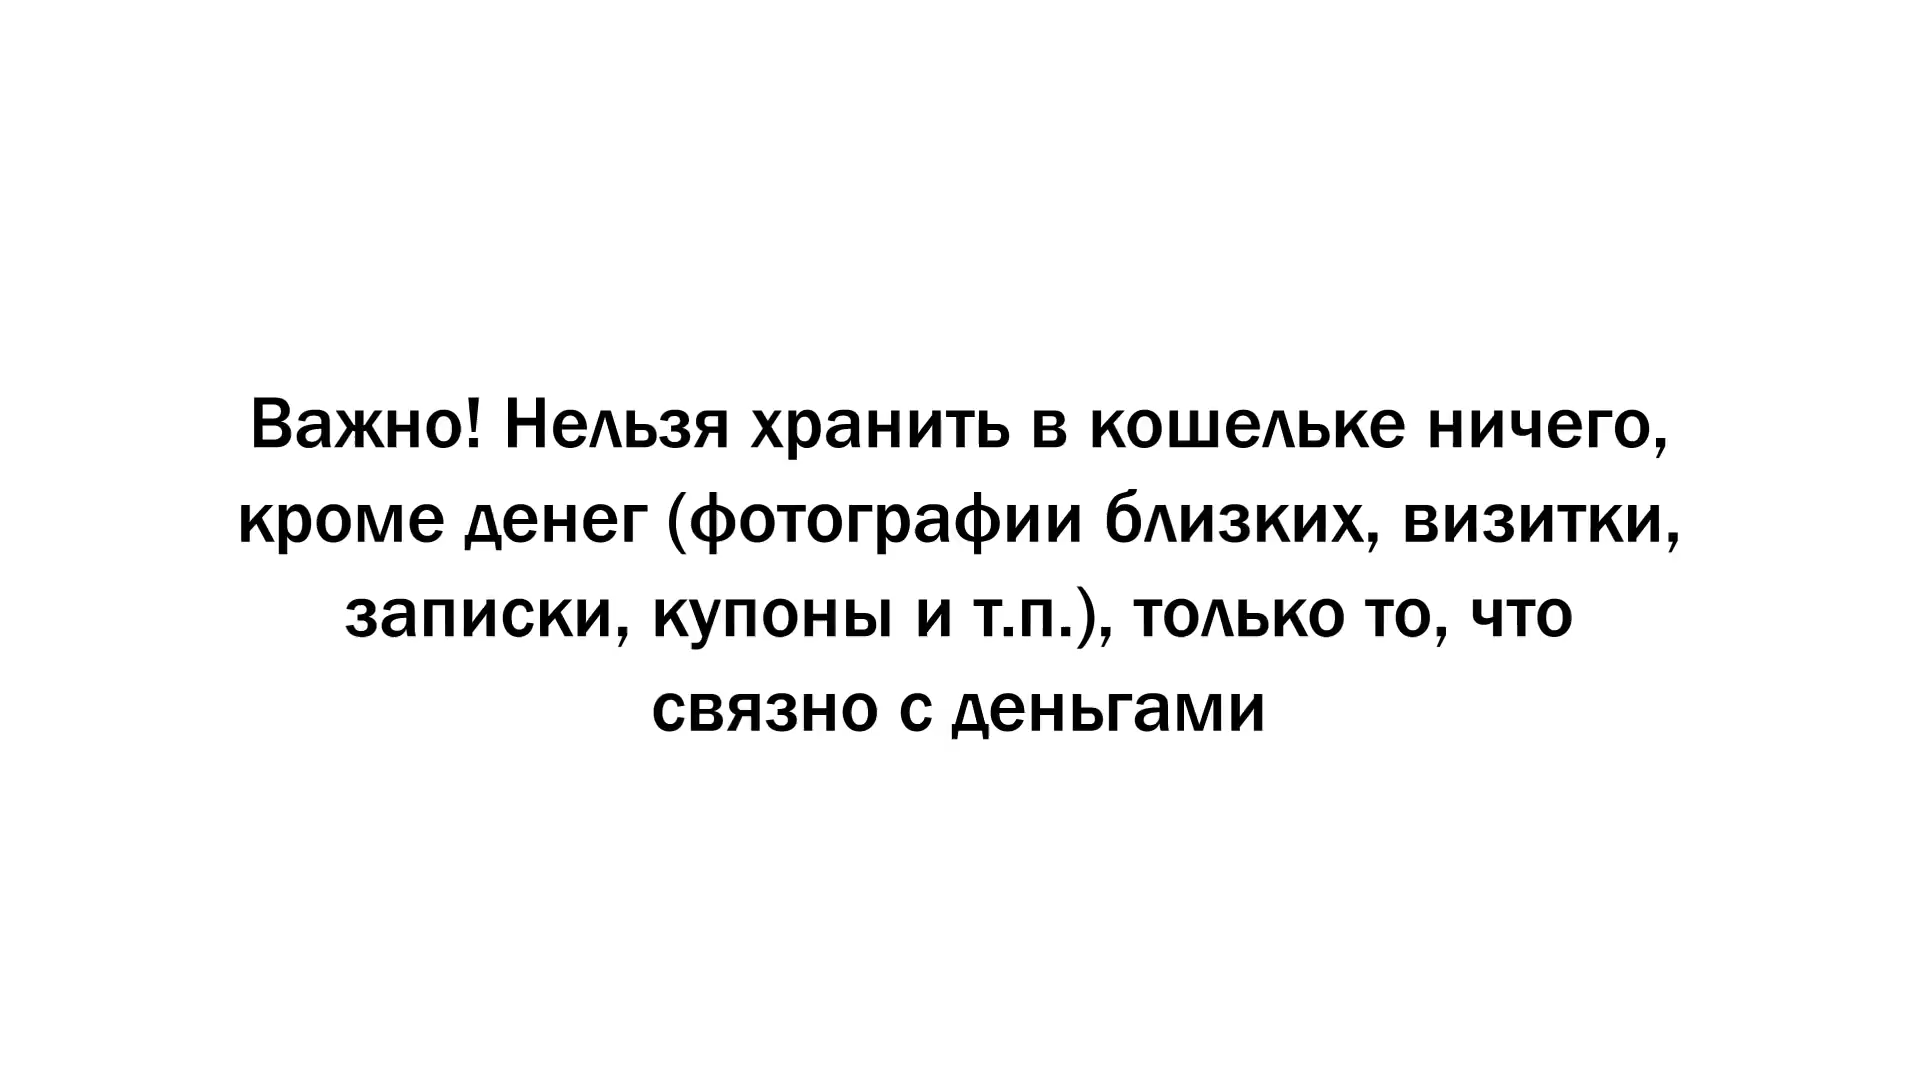 Важно! Нельзя хранить в кошельке ничего,
кроме денег (фотографии близких, визитки,
записки, купоны и т.п.), только то, что
связно с деньгами